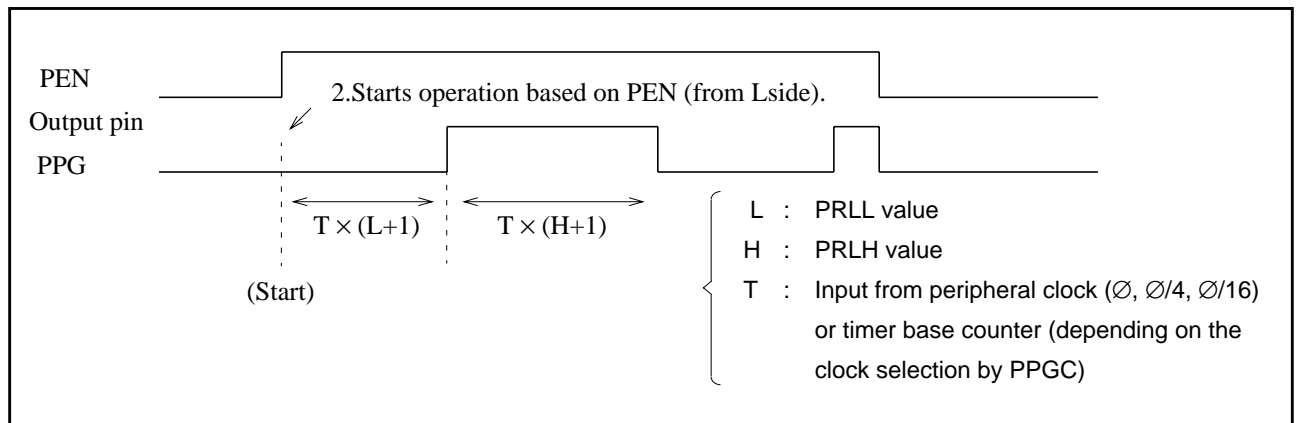 PEN
2.Starts operation based on PEN (from Lside).
Output pin
PPG
T × (L+1)
T × (H+1)
(Start)
L : PRLL value
H : PRLH value
T : Input from peripheral clock (∅, ∅/4, ∅/16)
or timer base counter (depending on the
clock selection by PPGC)